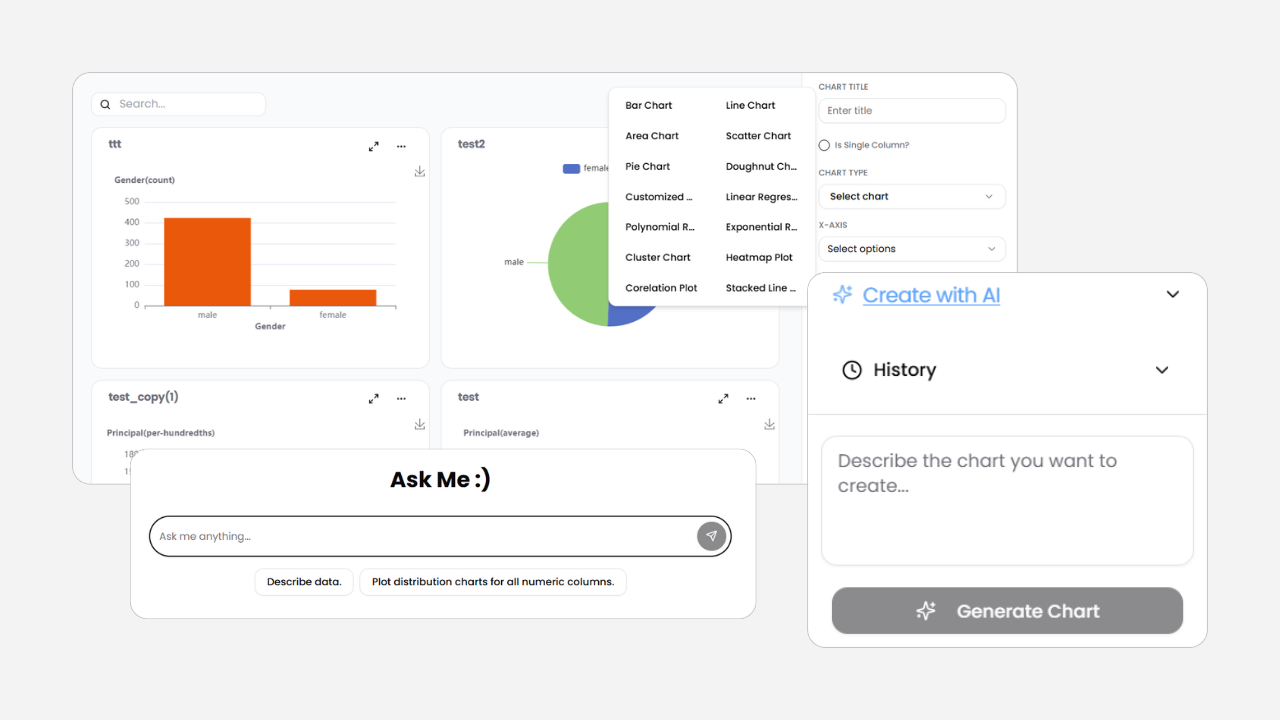 Search...
ttt
Gender(count)
500
400
300
200
100
0
male
female
Gender
test2
female
male
Bar Chart
Line Chart
Area Chart
Scatter Chart
Pie Chart
Doughnut Ch...
Customized ...
Linear Regres...
Polynomial R...
Exponential R...
Cluster Chart
Heatmap Plot
Corelation Plot
Stacked Line ...
CHART TITLE
Enter title
Is Single Column?
CHART TYPE
Select chart
X-AXIS
Select options
test_copy(1)
Principal(per-hundredths)
test
Principal(average)
Ask Me :)
Ask me anything...
Describe data.
Plot distribution charts for all numeric columns.
Create with AI
History
Describe the chart you want to
create...
Generate Chart